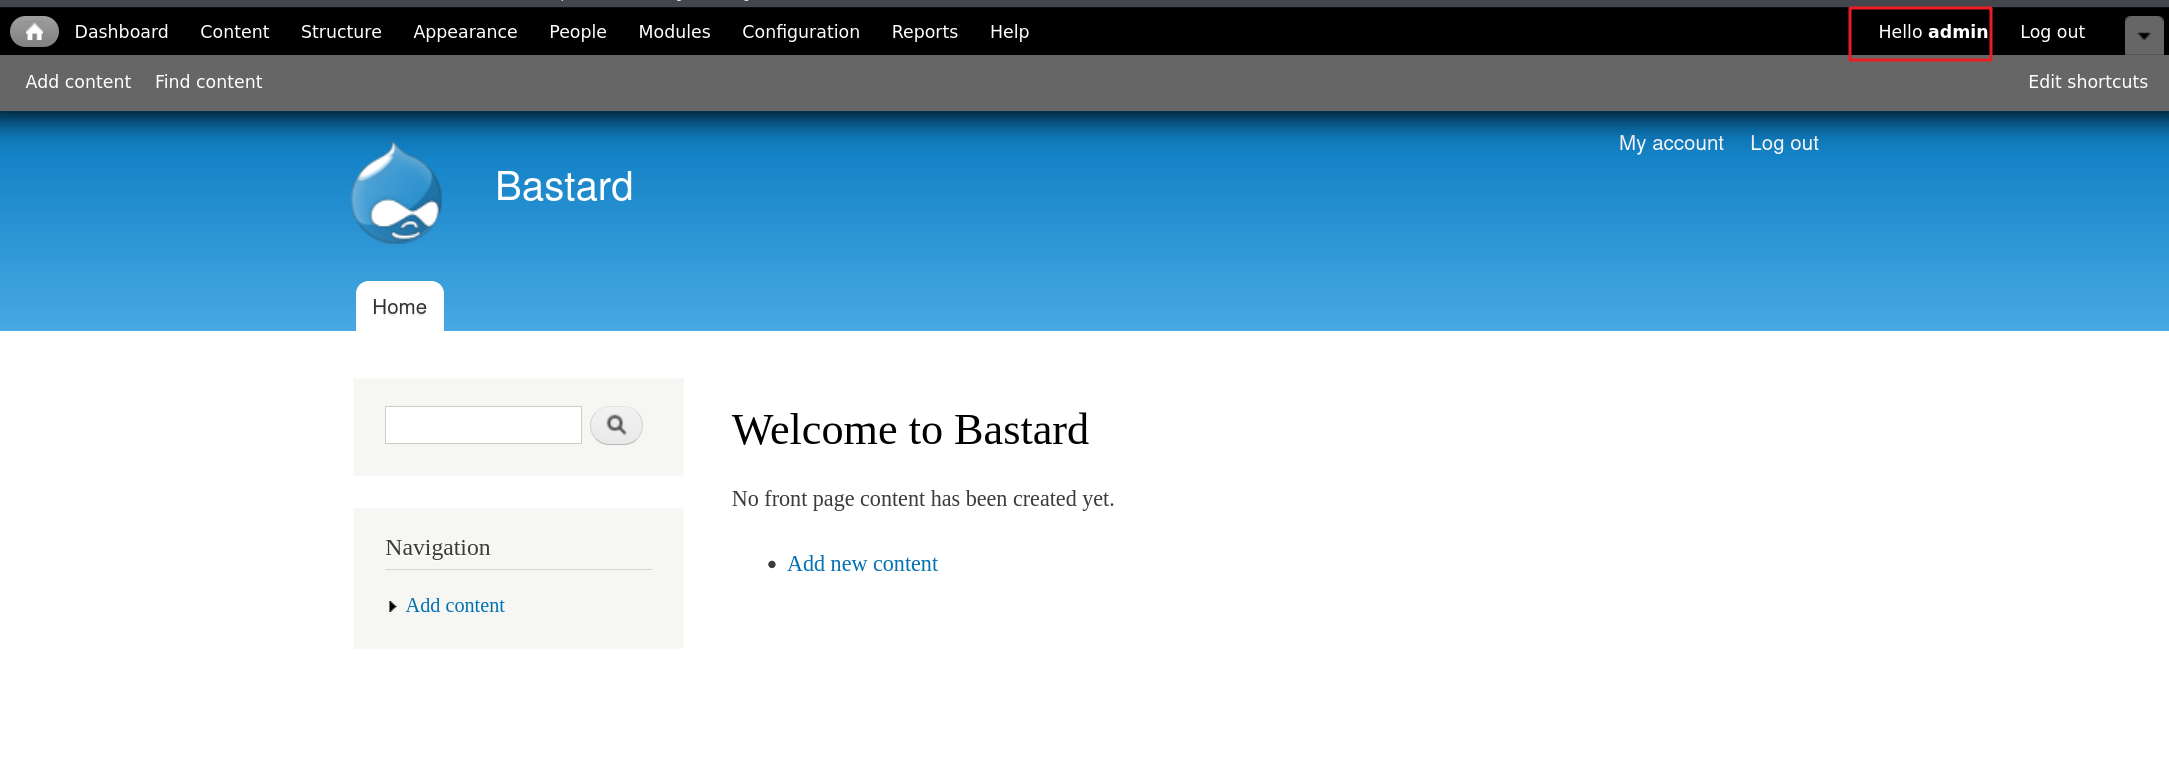 Dashboard Content Structure Appearance People Modules Configuration Reports Help Hello admin Log out
Add content Find content Edit shortcuts
My account Log out
Bastard
Home
Welcome to Bastard
No front page content has been created yet.
Navigation
Add new content
Add content